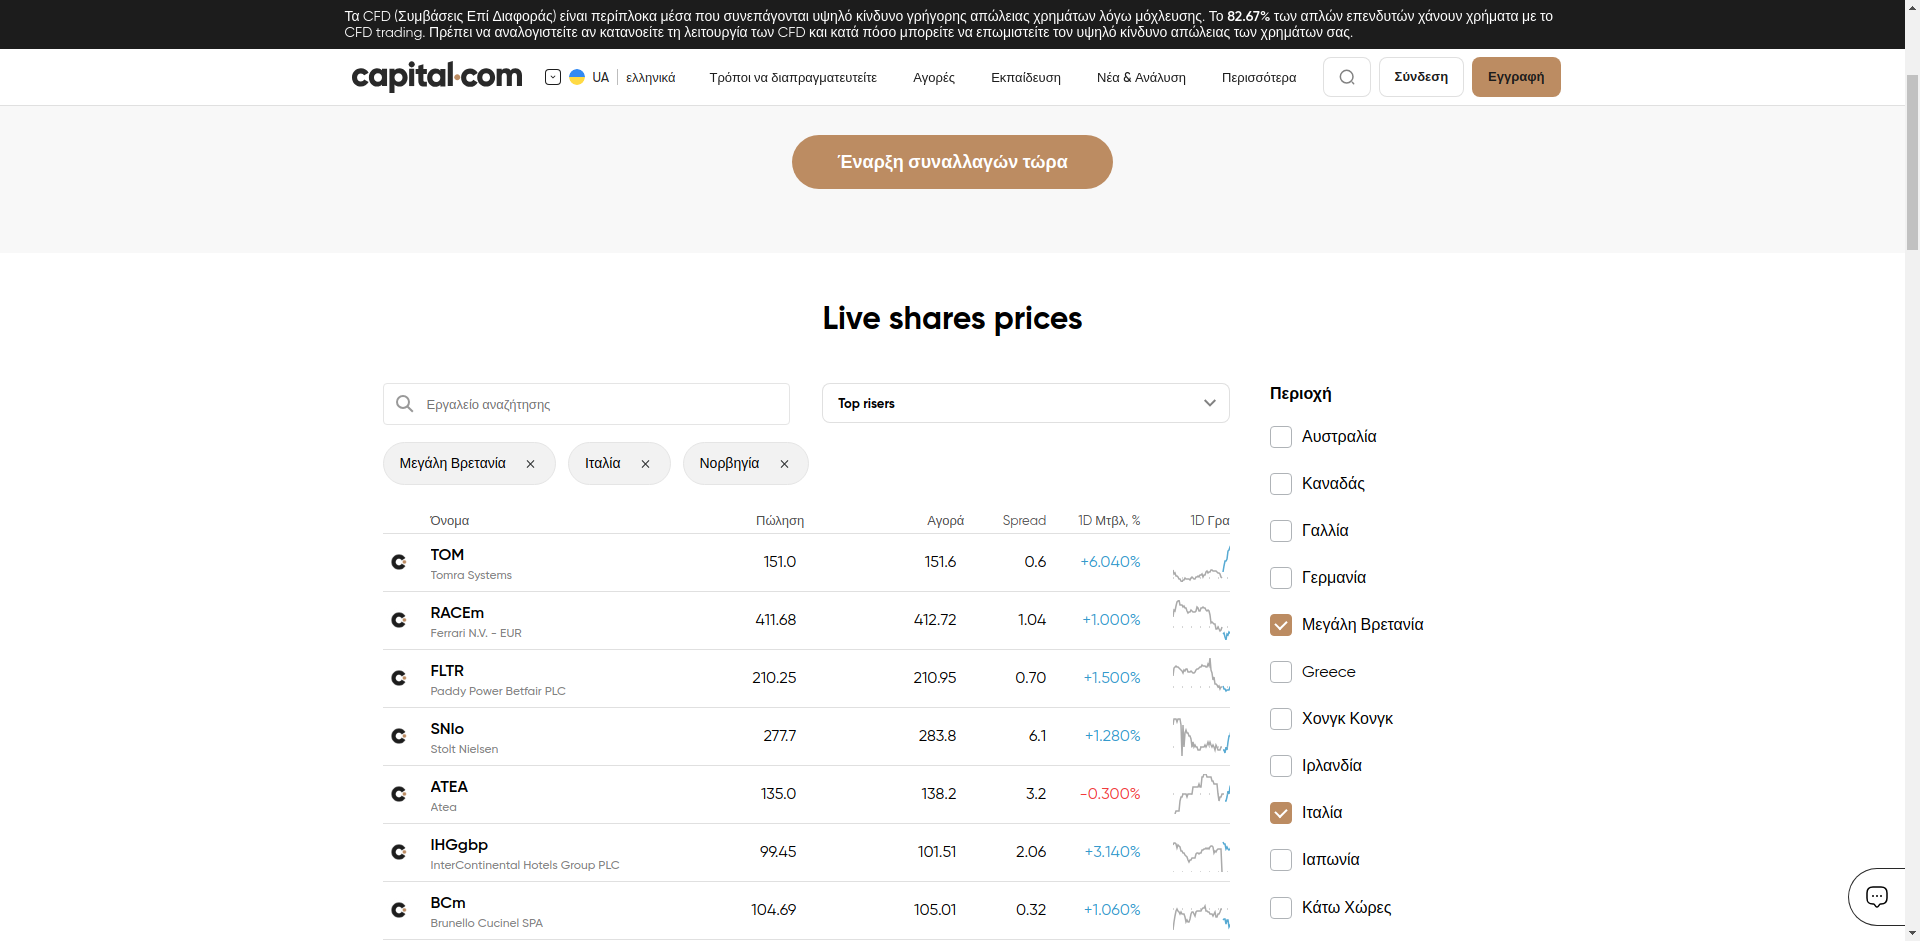 Τα CFD (Συμβάσεις Επί Διαφοράς) είναι περίπλοκα μέσα που συνεπάγονται υψηλό κίνδυνο γρήγορης απώλειας χρημάτων λόγω μόχλευσης. Το 82.67% των απλών επενδυτών χάνουν χρήματα με το
CFD trading. Πρέπει να αναλογιστείτε αν κατανοείτε τη λειτουργία των CFD και κατά πόσο μπορείτε να επωμιστείτε τον υψηλό κίνδυνο απώλειας των χρημάτων σας.
capital.com UA ελληνικά Τρόποι να διαπραγματευτείτε Αγορές Εκπαίδευση Νέα & Ανάλυση Περισσότερα Σύνδεση Εγγραφή
Έναρξη συναλλαγών τώρα
Live shares prices
Εργαλείο αναζήτησης Top risers
Μεγάλη Βρετανία Ιταλία Νορβηγία
Όνομα Πώληση Αγορά Spread 1D Μτβλ, % 1D Γρα
TOM 151.0 151.6 0.6 +6.040%
Tomra Systems
RACEm 411.68 412.72 1.04 +1.000%
Ferrari N.V. - EUR
FLTR 210.25 210.95 0.70 +1.500%
Paddy Power Betfair PLC
SNIo 277.7 283.8 6.1 +1.280%
Stolt Nielsen
ATEA 135.0 138.2 3.2 -0.300%
Atea
IHGgbp 99.45 101.51 2.06 +3.140%
InterContinental Hotels Group PLC
BCm 104.69 105.01 0.32 +1.060%
Brunello Cucinel SPA
Περιοχή
Αυστραλία
Καναδάς
Γαλλία
Γερμανία
Μεγάλη Βρετανία
Greece
Χονγκ Κονγκ
Ιρλανδία
Ιταλία
Ιαπωνία
Κάτω Χώρες